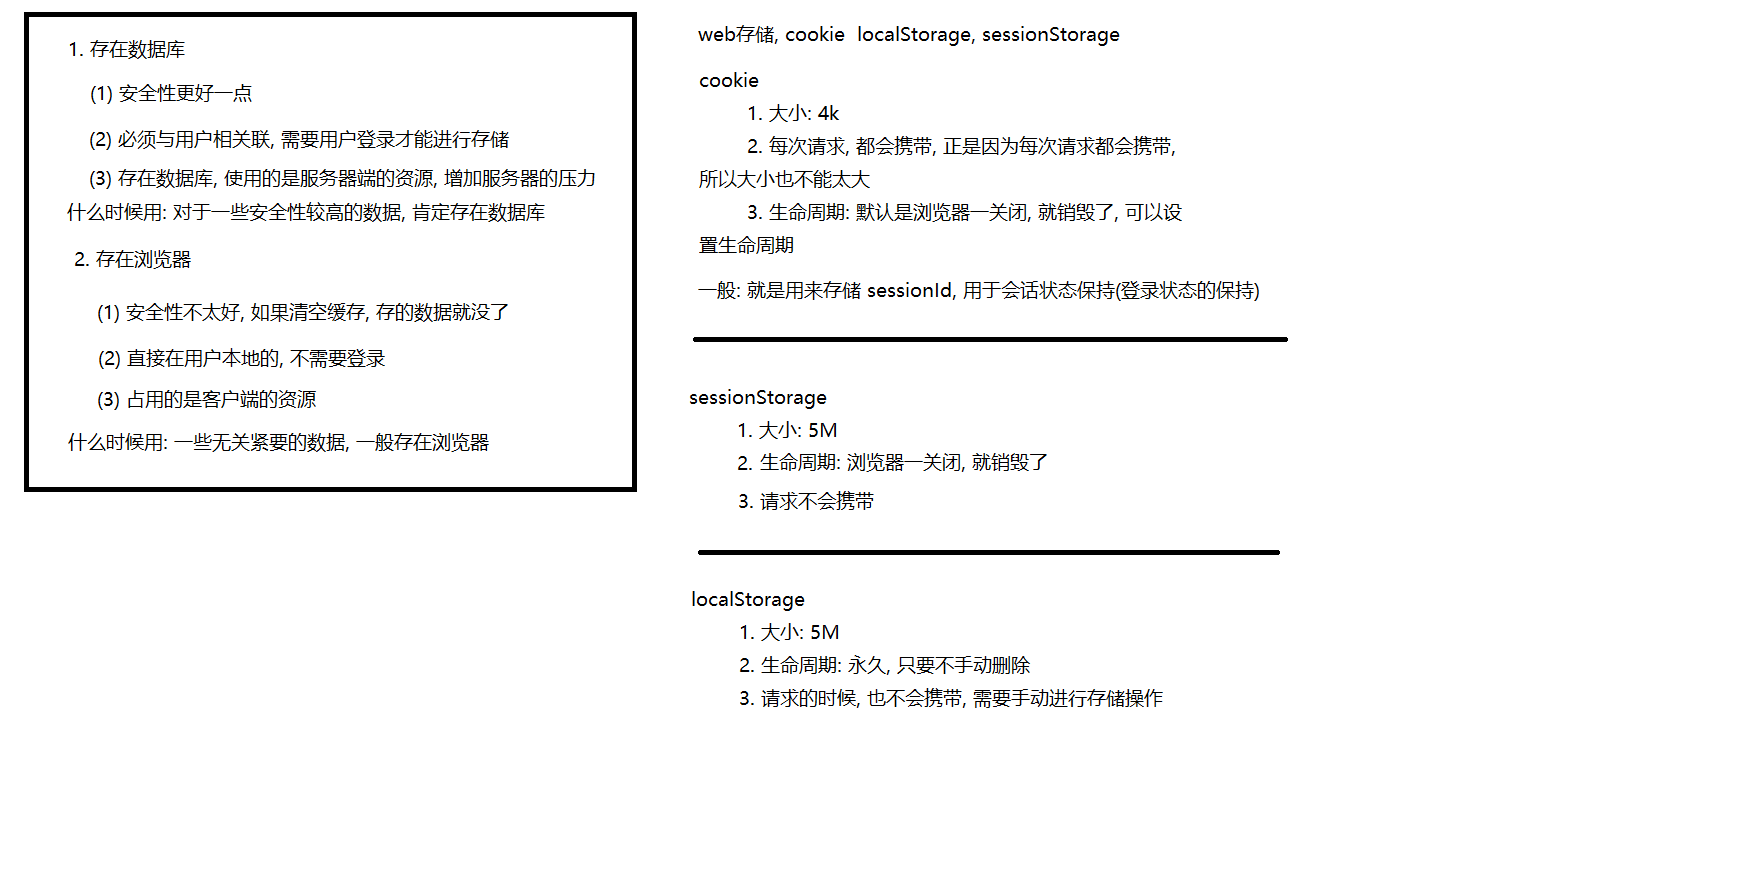 1. 存在数据库
(1) 安全性更好一点
(2) 必须与用户相关联, 需要用户登录才能进行存储
(3) 存在数据库, 使用的是服务器端的资源, 增加服务器的压力
什么时候用: 对于一些安全性较高的数据, 肯定存在数据库
2. 存在浏览器
(1) 安全性不太好, 如果清空缓存, 存的数据就没了
(2) 直接在用户本地的, 不需要登录
(3) 占用的是客户端的资源
什么时候用: 一些无关紧要的数据, 一般存在浏览器
web存储, cookie  localStorage, sessionStorage
cookie
1. 大小: 4k
2. 每次请求, 都会携带, 正是因为每次请求都会携带,
所以大小也不能太大
3. 生命周期: 默认是浏览器一关闭, 就销毁了, 可以设
置生命周期
一般: 就是用来存储 sessionId, 用于会话状态保持(登录状态的保持)
sessionStorage
1. 大小: 5M
2. 生命周期: 浏览器一关闭, 就销毁了
3. 请求不会携带
localStorage
1. 大小: 5M
2. 生命周期: 永久, 只要不手动删除
3. 请求的时候, 也不会携带, 需要手动进行存储操作